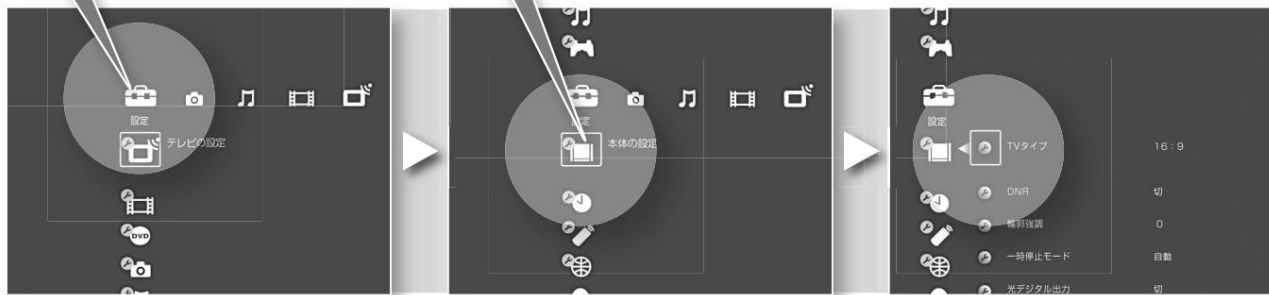 設定
テレビの設定
DVD
設定
本体の設定
設定
TVタイプ 16：9
DNR 切
輪郭強調 0
一時停止モード 自動
光デジタル出力 切